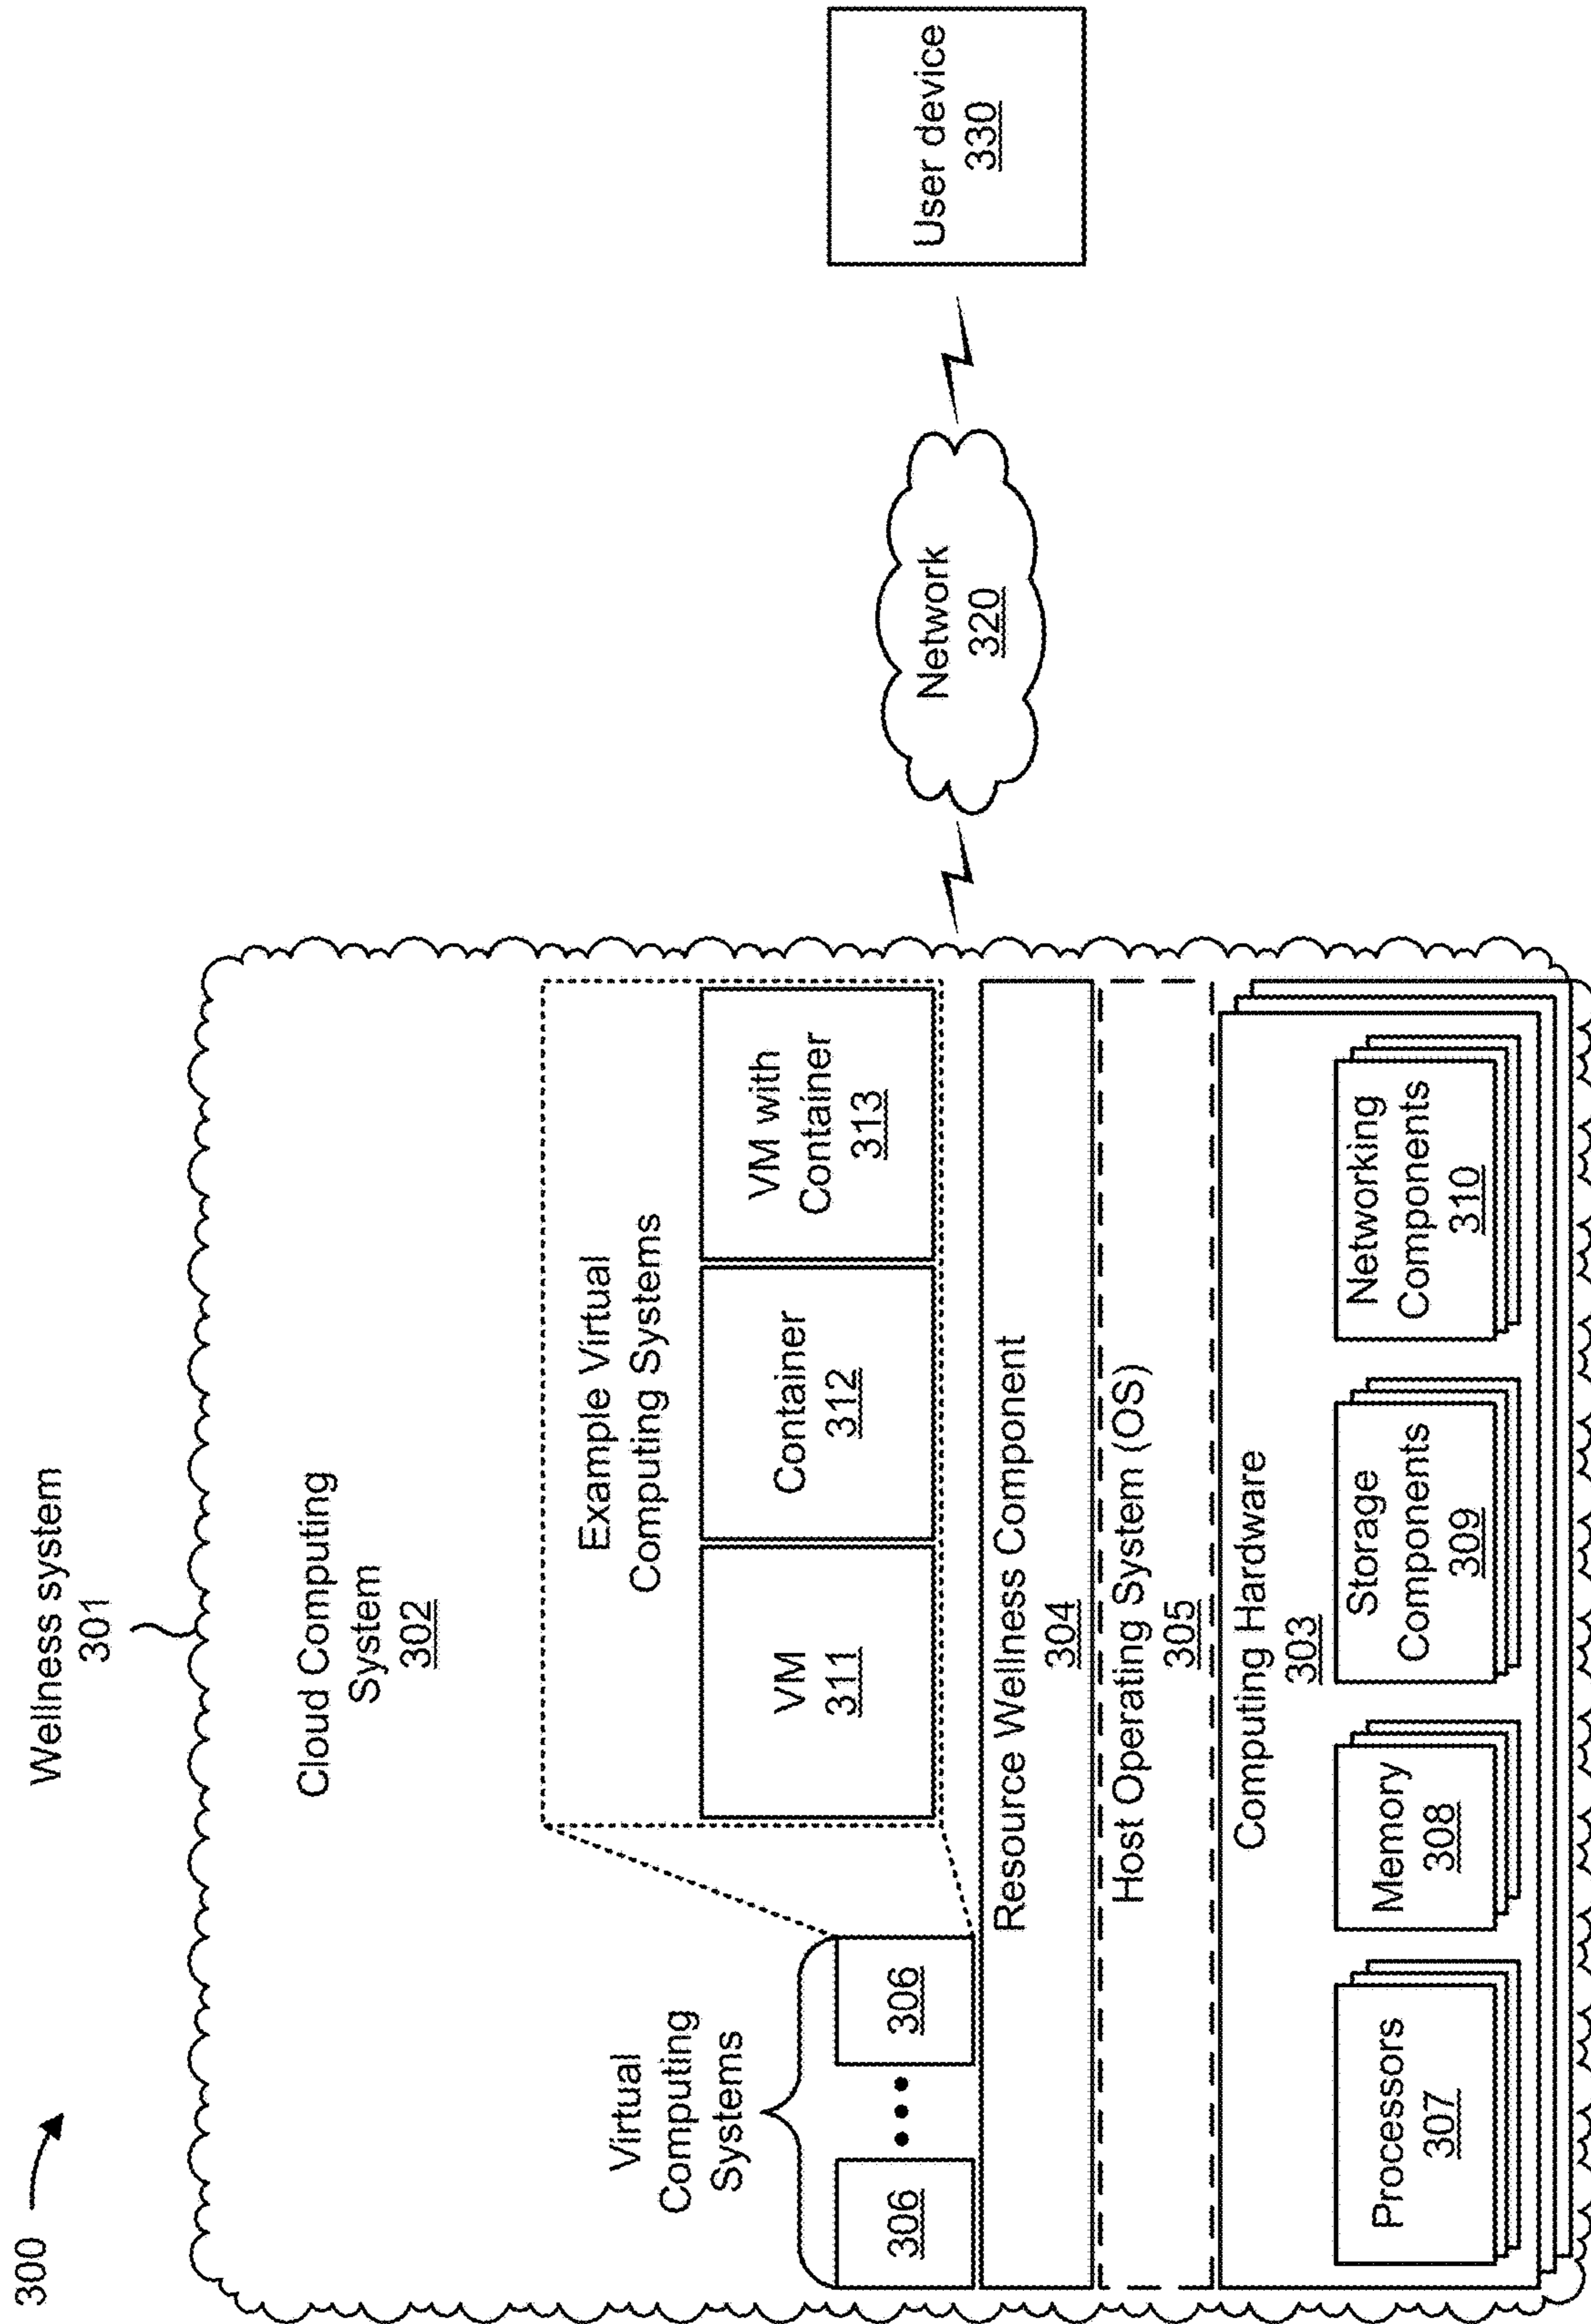 300
Wellness system
301
Cloud Computing
System
302
Example Virtual
Computing Systems
VM
311
Container
312
VM with
Container
313
Virtual
Computing
Systems
306
306
Resource Wellness Component
304
Host Operating System (OS)
305
Computing Hardware
303
Processors
307
Memory
308
Storage
Components
309
Networking
Components
310
Network
320
User device
330